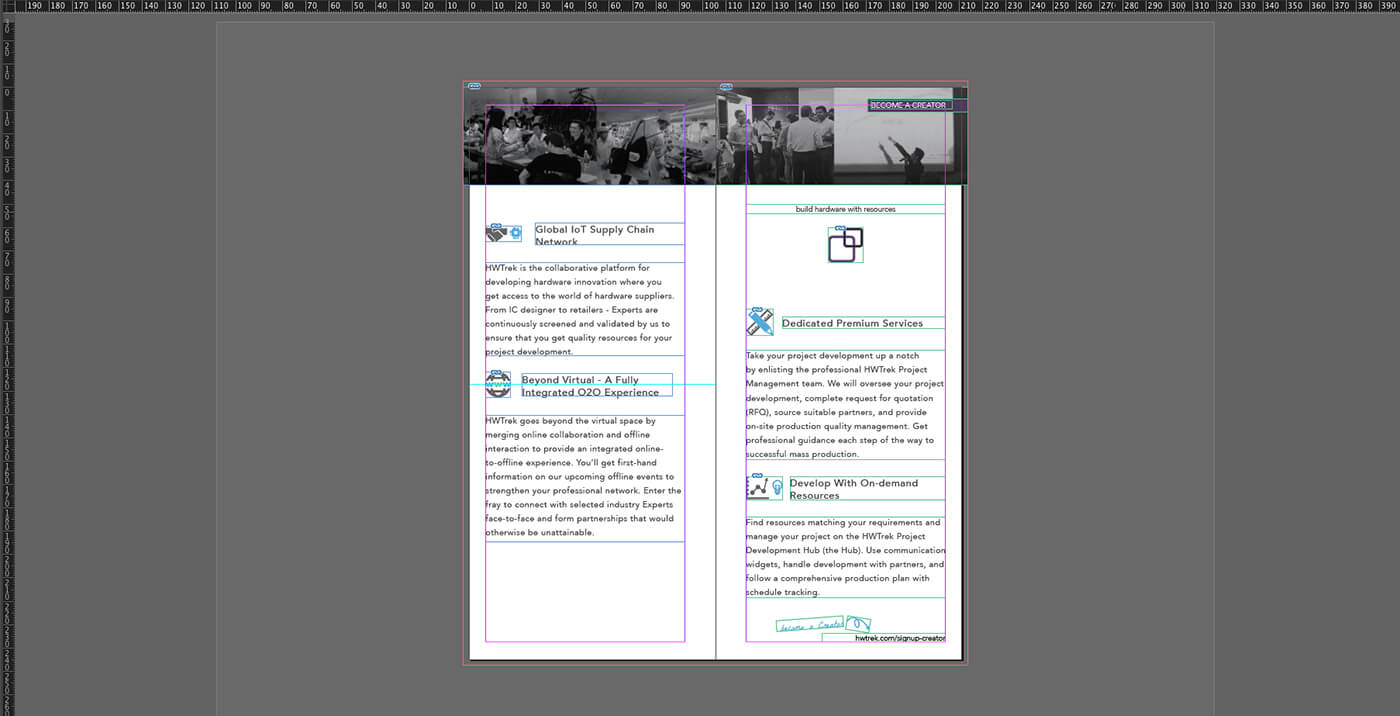 190 180 170 160 150 140 130 120 110 100 90 80 70 60 50 40 30 20 10 0 10 20 30 40 50 60 70 80 90 100 110 120 130 140 150 160 170 180 190 200 210 220 230 240 250 260 270 280 290 300 310 320 330 340 350 360 370 380 390
BECOME A CREATOR
Global IoT Supply Chain
Network
HWTrek is the collaborative platform for
developing hardware innovation where you
get access to the world of hardware suppliers.
From IC designer to retailers - Experts are
continuously screened and validated by us to
ensure that you get quality resources for your
project development.
Beyond Virtual - A Fully
Integrated O2O Experience
HWTrek goes beyond the virtual space by
merging online collaboration and offline
interaction to provide an integrated online-
to-offline experience. You'll get first-hand
information on our upcoming offline events to
strengthen your professional network. Enter the
fray to connect with selected industry Experts
face-to-face and form partnerships that would
otherwise be unattainable.
build hardware with resources
Dedicated Premium Services
Take your project development up a notch
by enlisting the professional HWTrek Project
Management team. We will oversee your project
development, complete request for quotation
(RFQ), source suitable partners, and provide
on-site production quality management. Get
professional guidance each step of the way to
successful mass production.
Develop With On-demand
Resources
Find resources matching your requirements and
manage your project on the HWTrek Project
Development Hub (the Hub). Use communication
widgets, handle development with partners, and
follow a comprehensive production plan with
schedule tracking.
become a Creator
hwtrek.com/signup-creator